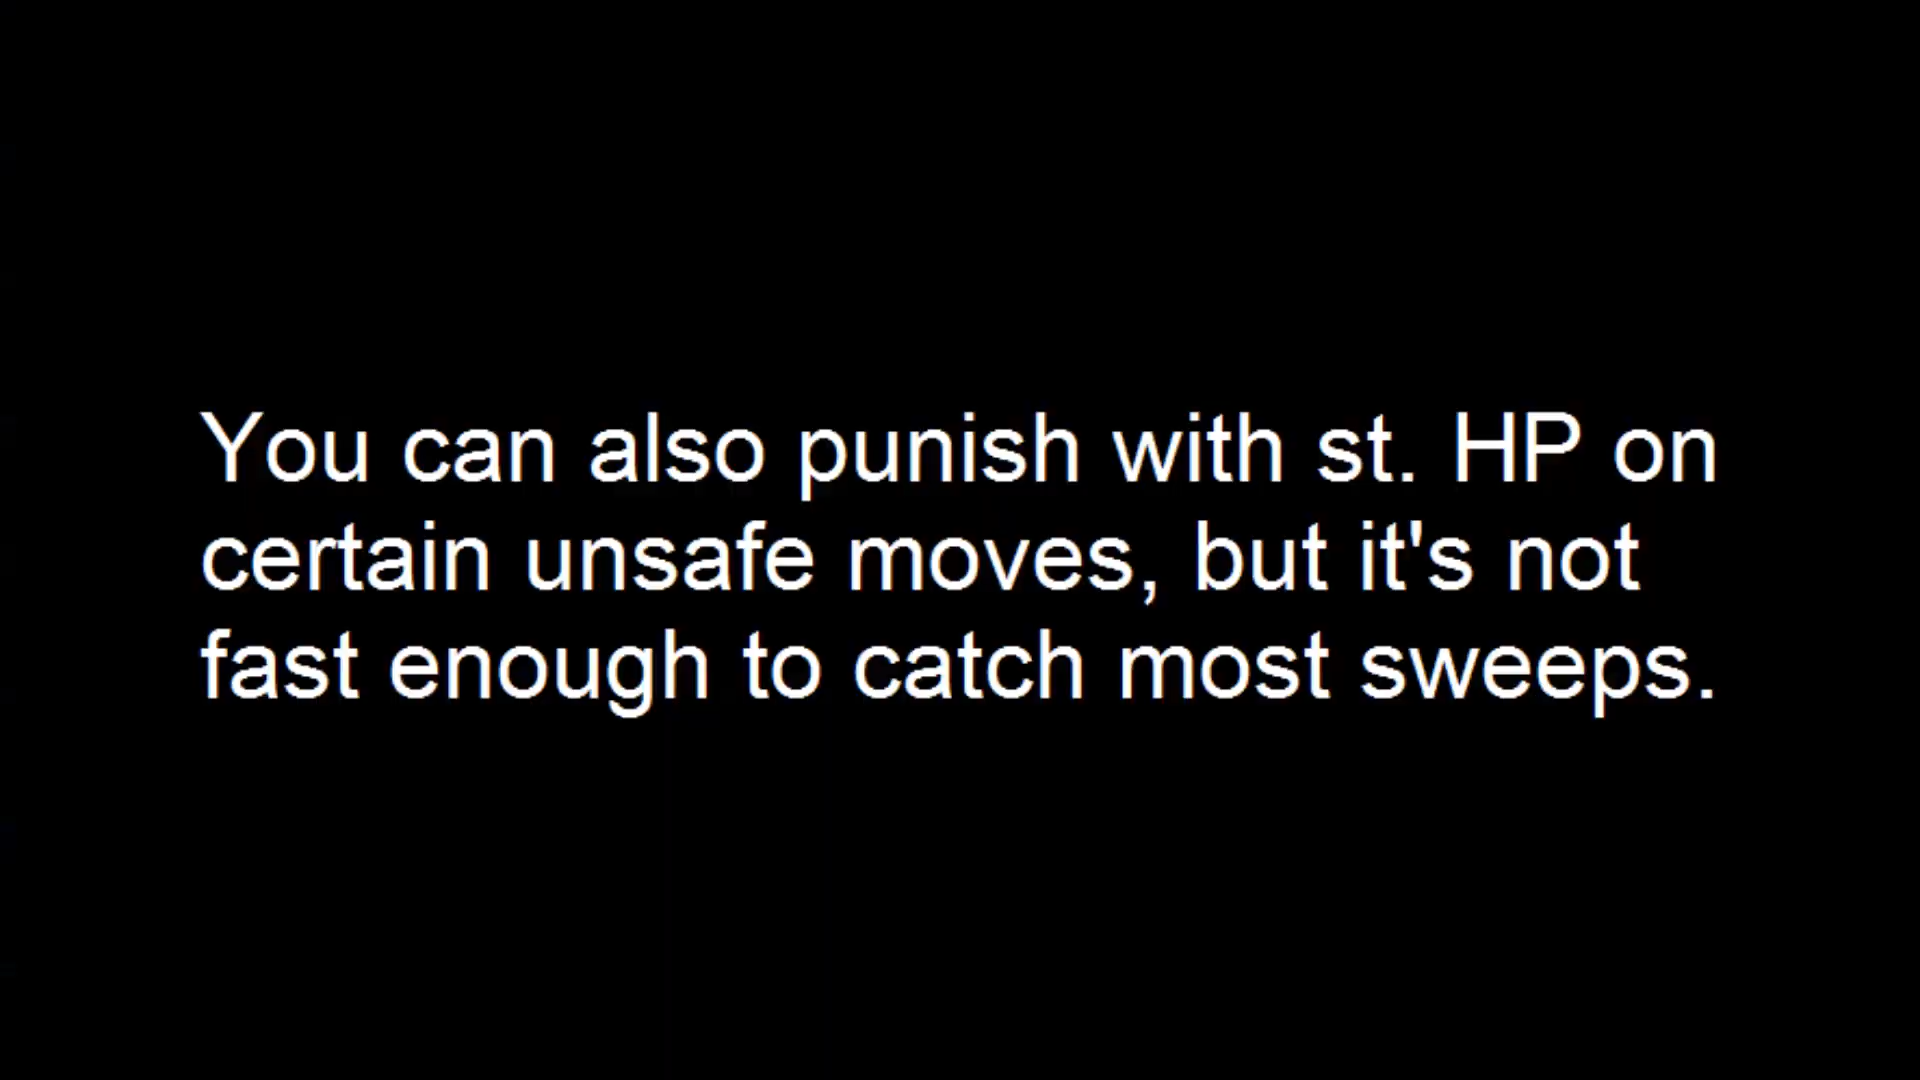 You can also punish with st. HP on
certain unsafe moves, but it's not
fast enough to catch most sweeps.